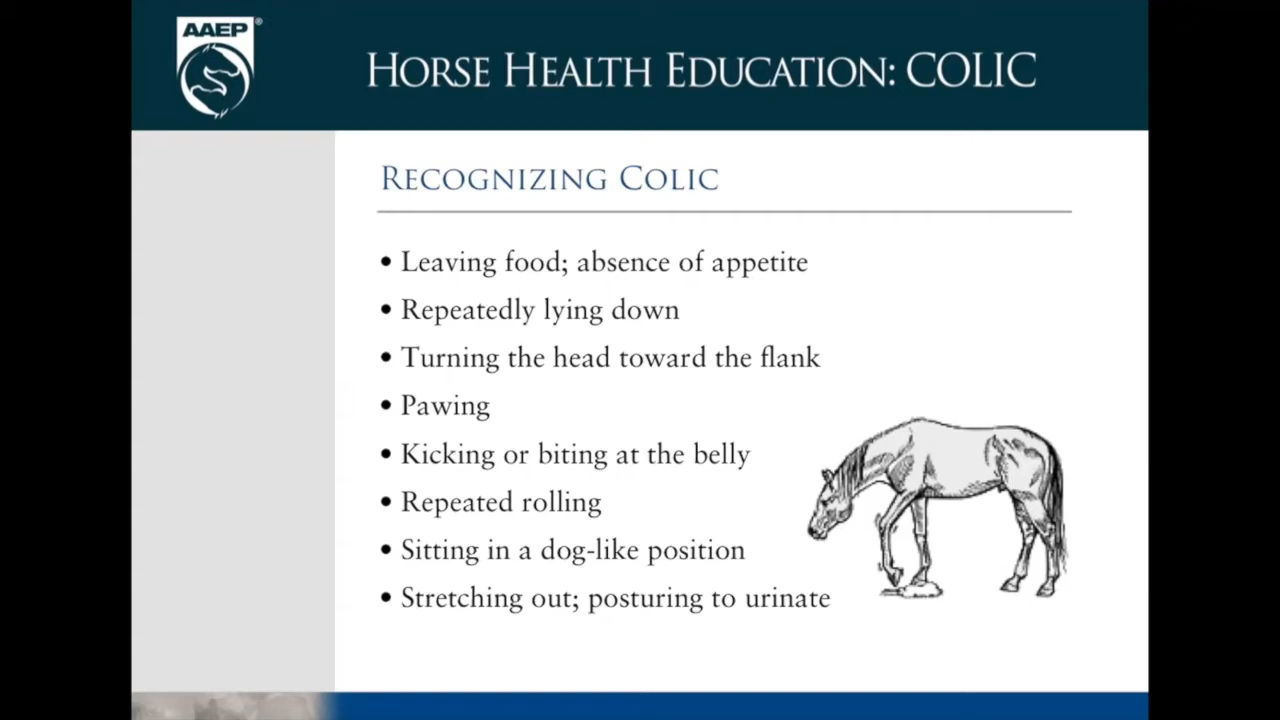 AAEP®
HORSE HEALTH EDUCATION: COLIC
RECOGNIZING COLIC
• Leaving food; absence of appetite
• Repeatedly lying down
• Turning the head toward the flank
• Pawing
• Kicking or biting at the belly
• Repeated rolling
• Sitting in a dog-like position
• Stretching out; posturing to urinate